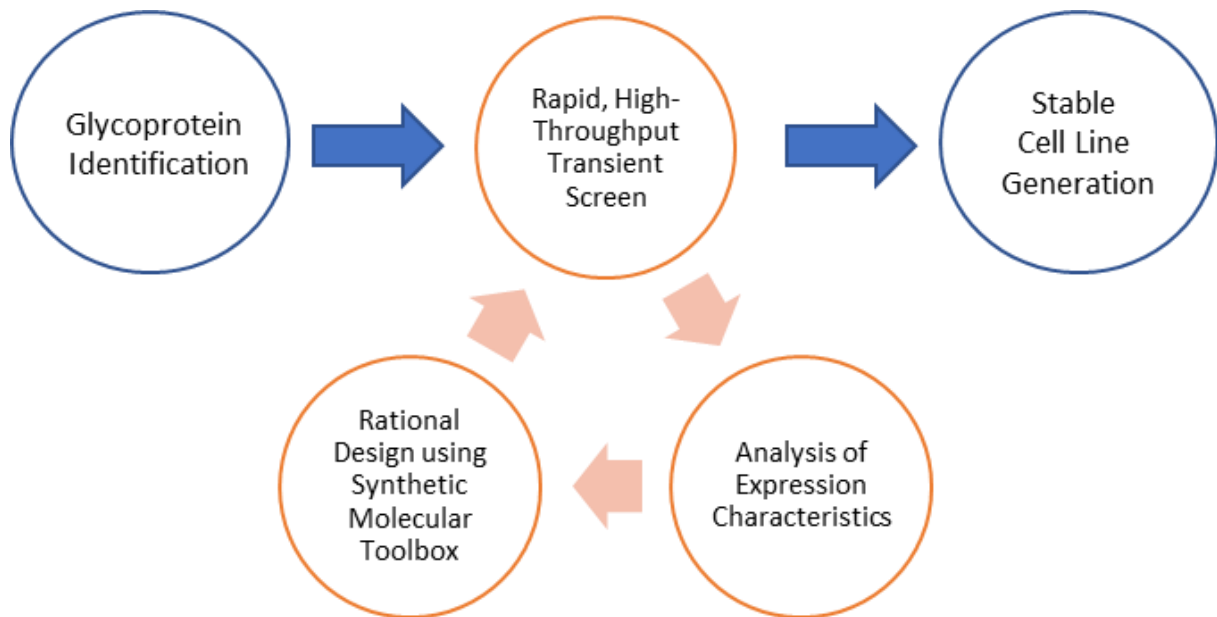 Glycoprotein
Identification
Rapid, High-
Throughput
Transient
Screen
Stable
Cell Line
Generation
Rational
Design using
Synthetic
Molecular
Toolbox
Analysis of
Expression
Characteristics